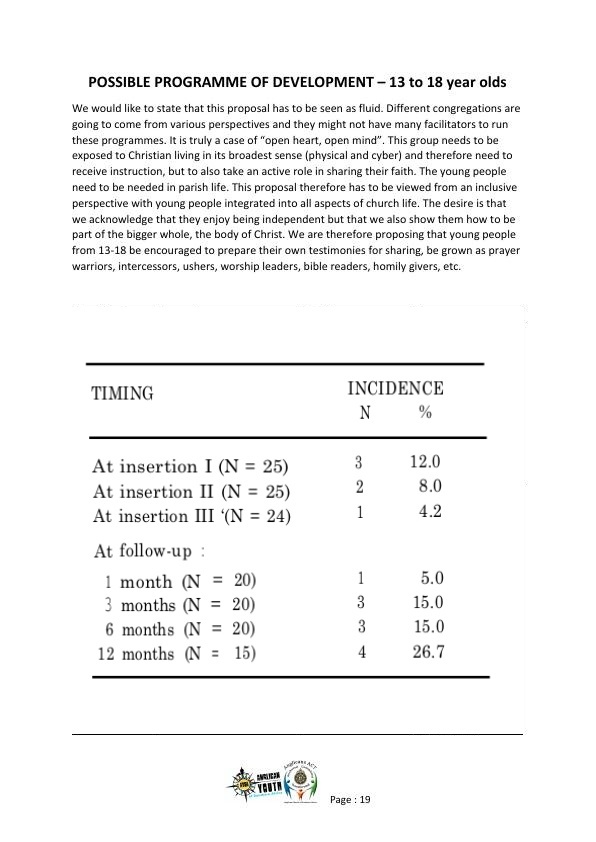 POSSIBLE PROGRAMME OF DEVELOPMENT – 13 to 18 year olds
We would like to state that this proposal has to be seen as fluid. Different congregations are
going to come from various perspectives and they might not have many facilitators to run
these programmes. It is truly a case of “open heart, open mind”. This group needs to be
exposed to Christian living in its broadest sense (physical and cyber) and therefore need to
receive instruction, but to also take an active role in sharing their faith. The young people
need to be needed in parish life. This proposal therefore has to be viewed from an inclusive
perspective with young people integrated into all aspects of church life. The desire is that
we acknowledge that they enjoy being independent but that we also show them how to be
part of the bigger whole, the body of Christ. We are therefore proposing that young people
from 13-18 be encouraged to prepare their own testimonies for sharing, be grown as prayer
warriors, intercessors, ushers, worship leaders, bible readers, homily givers, etc.
TIMING INCIDENCE
N %
At insertion I (N = 25) 3 12.0
At insertion II (N = 25) 2 8.0
At insertion III ‘(N = 24) 1 4.2
At follow-up :
1 month (N = 20) 1 5.0
3 months (N = 20) 3 15.0
6 months (N = 20) 3 15.0
12 months (N = 15) 4 26.7
ANGLICAN
YOUTH
Anglicans ACT
Page : 19